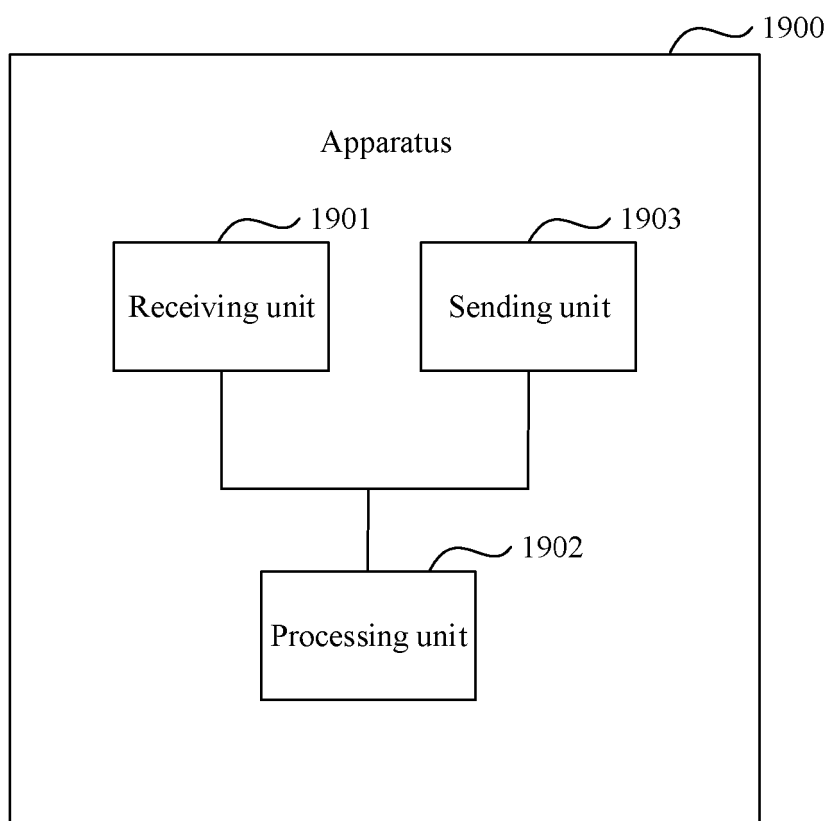 1900
Apparatus
1901
1903
Receiving unit
Sending unit
1902
Processing unit